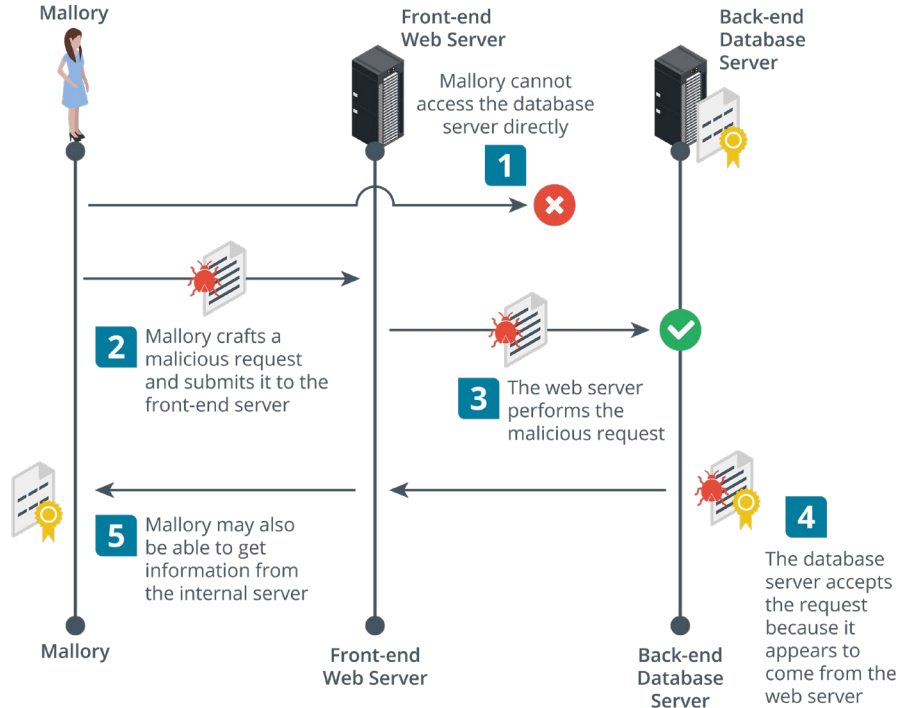 Mallory
Front-end
Web Server
Back-end
Database
Server
Mallory cannot
access the database
server directly
1
2
Mallory crafts a
malicious request
and submits it to the
front-end server
3
The web server
performs the
malicious request
4
The database
server accepts
the request
because it
appears to
come from the
web server
5
Mallory may also
be able to get
information from
the internal server
Mallory
Front-end
Web Server
Back-end
Database
Server